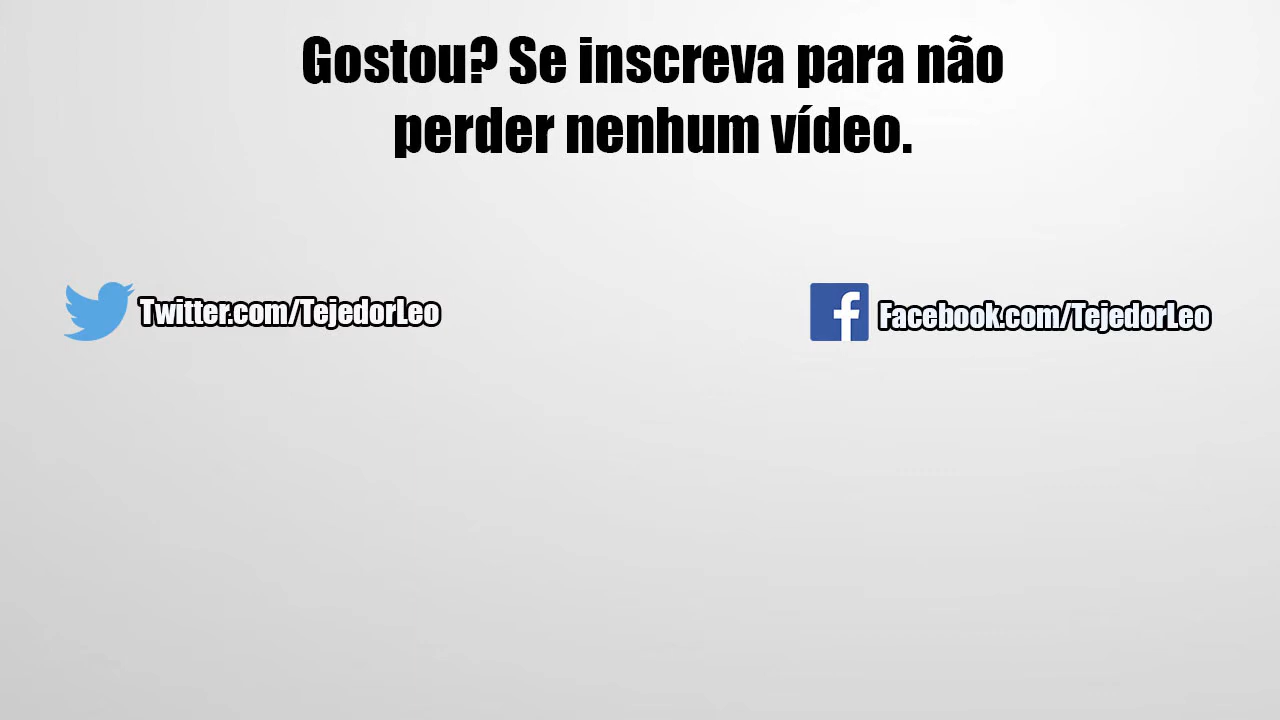 Gostou? Se inscreva para não
perder nenhum vídeo.
Twitter.com/TejedorLeo
Facebook.com/TejedorLeo